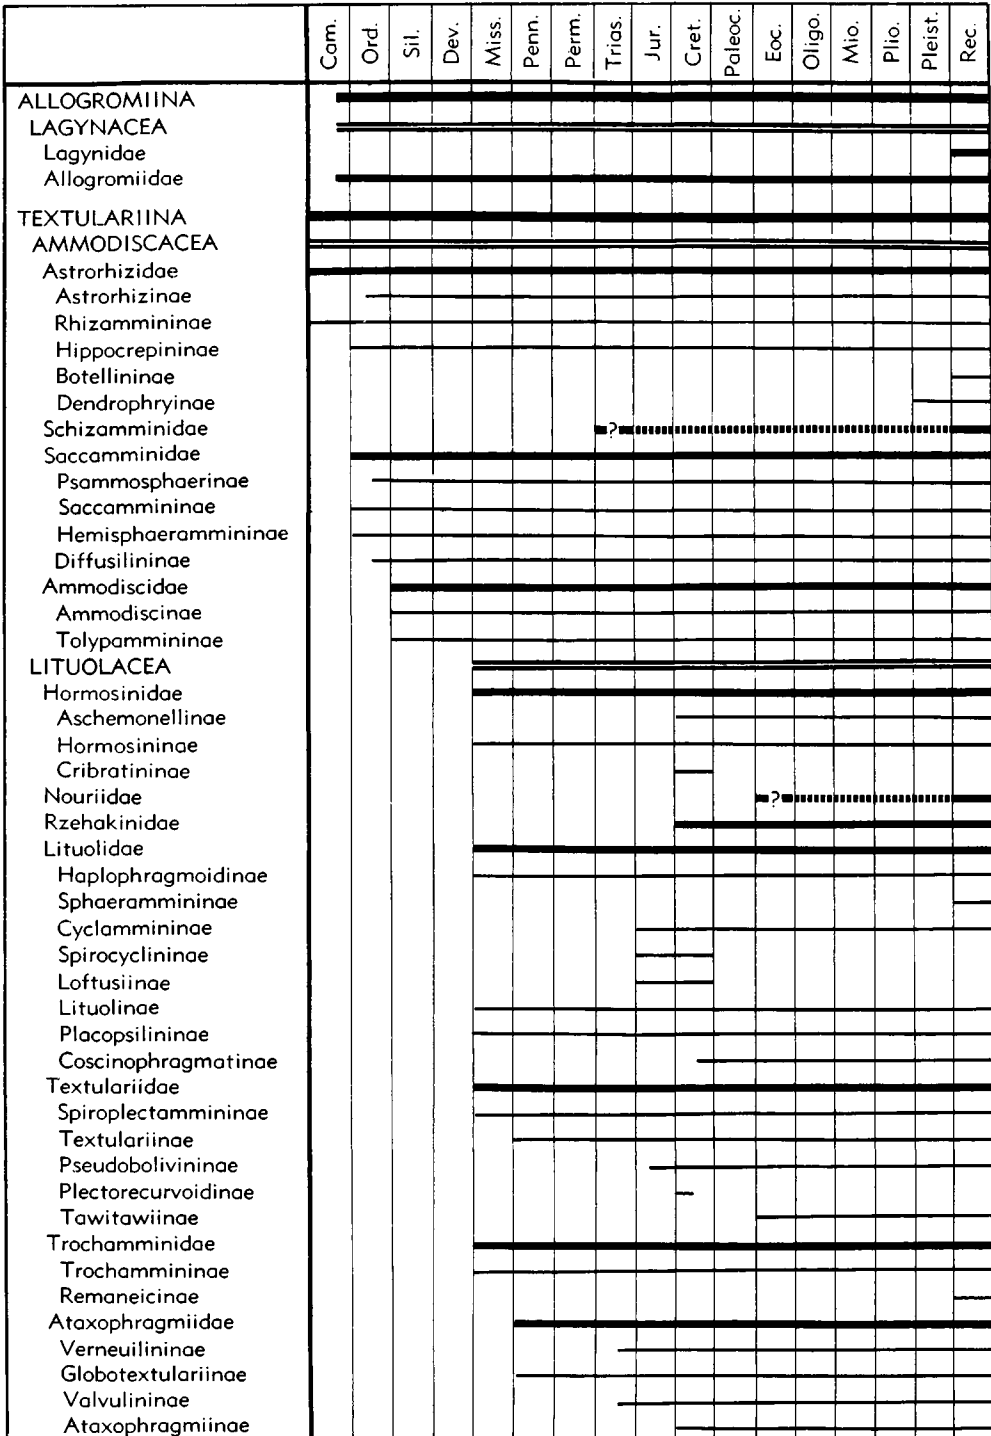 Cam. Ord. Sil. Dev. Miss. Penn. Perm. Trias. Jur. Cret. Paleoc. Eoc. Oligo. Mio. Plio. Pleist. Rec.
ALLOGROMIINA
LAGYNACEA
Lagynidae
Allogromiidae
TEXTULARIINA
AMMODISCACEA
Astrorhizidae
Astrorhizinae
Rhizammininae
Hippocrepininae
Botellininae
Dendrophryinae
Schizamminidae ?
Saccamminidae
Psammosphaerinae
Saccammininae
Hemisphaerammininae
Diffusilininae
Ammodiscidae
Ammodiscinae
Tolypammininae
LITUOLACEA
Hormosinidae
Aschemonellinae
Hormosininae
Cribratininae
Nouriidae ?
Rzehakinidae
Lituolidae
Haplophragmoidinae
Sphaerammininae
Cyclammininae
Spirocyclininae
Loftusiinae
Lituolinae
Placopsilininae
Coscinophragmatinae
Textulariidae
Spiroplectammininae
Textulariinae
Pseudobolivininae
Plectorecurvoidinae
Tawitawiinae
Trochamminidae
Trochammininae
Remaneicinae
Ataxophragmiidae
Verneuilininae
Globotextulariinae
Valvulininae
Ataxophragmiinae